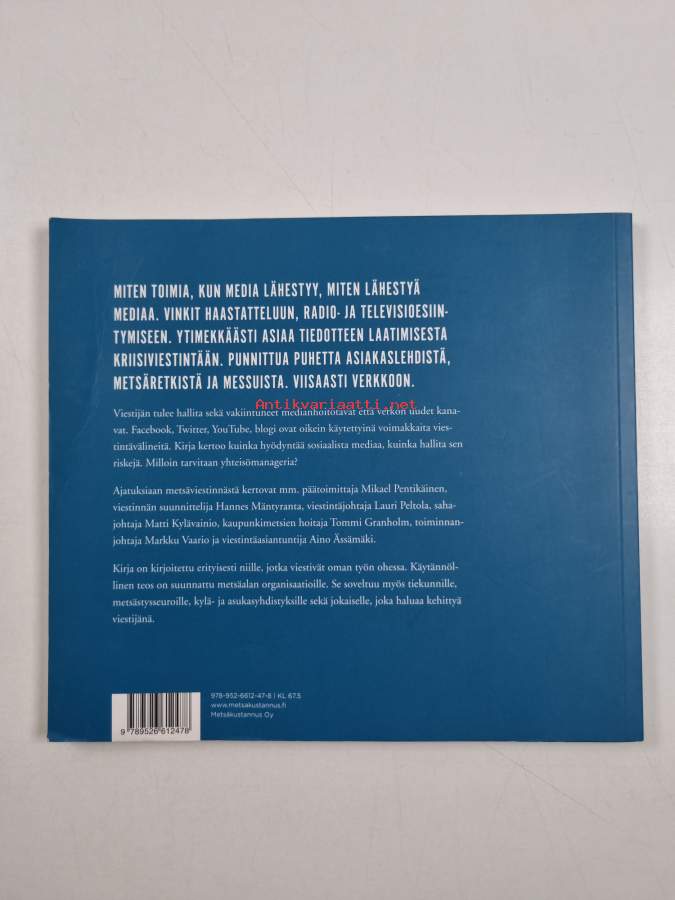 MITEN TOIMIA, KUN MEDIA LÄHESTYY, MITEN LÄHESTYÄ
MEDIAA. VINKIT HAASTATTELUUN, RADIO- JA TELEVISIOESIIN-
TYMISEEN. YTIMEKKÄÄSTI ASIAA TIEDOTTEEN LAATIMISESTA
KRIISIVIESTINTÄÄN. PUNNITTUA PUHETTA ASIAKASLEHDISTÄ,
METSÄRETKISTÄ JA MESSUISTA. VIISAASTI VERKKOON.
Antikvariaatti.net
Viestijän tulee hallita sekä vakiintuneet medianhoitotavat että verkon uudet kana-
vat. Facebook, Twitter, YouTube, blogi ovat oikein käytettyinä voimakkaita vies-
tintävälineitä. Kirja kertoo kuinka hyödyntää sosiaalista mediaa, kuinka hallita sen
riskejä. Milloin tarvitaan yhteisömanageria?
Ajatuksiaan metsäviestinnästä kertovat mm. päätoimittaja Mikael Pentikäinen,
viestinnän suunnittelija Hannes Mäntyranta, viestintäjohtaja Lauri Peltola, saha-
johtaja Matti Kylävainio, kaupunkimetsien hoitaja Tommi Granholm, toiminnan-
johtaja Markku Vaario ja viestintäasiantuntija Aino Ässämäki.
Kirja on kirjoitettu erityisesti niille, jotka viestivät oman työn ohessa. Käytännöl-
linen teos on suunnattu metsäalan organisaatioille. Se soveltuu myös tiekunnille,
metsästysseuroille, kylä- ja asukasyhdistyksille sekä jokaiselle, joka haluaa kehittyä
viestijänä.
978-952-6612-47-8 | KL 67.5
www.metsakustannus.fi
Metsäkustannus Oy
9 789526 612478